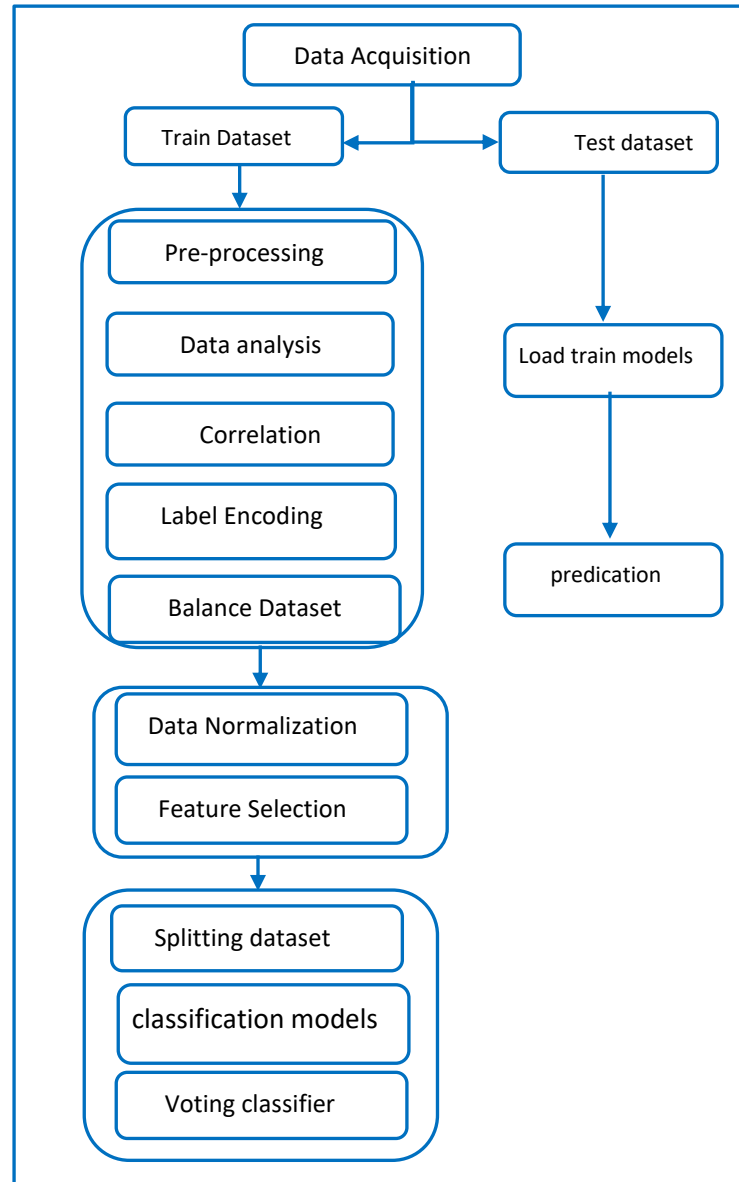 Data Acquisition
Train Dataset
Test dataset
Pre-processing
Data analysis
Correlation
Label Encoding
Balance Dataset
Data Normalization
Feature Selection
Splitting dataset
classification models
Voting classifier
Load train models
predication